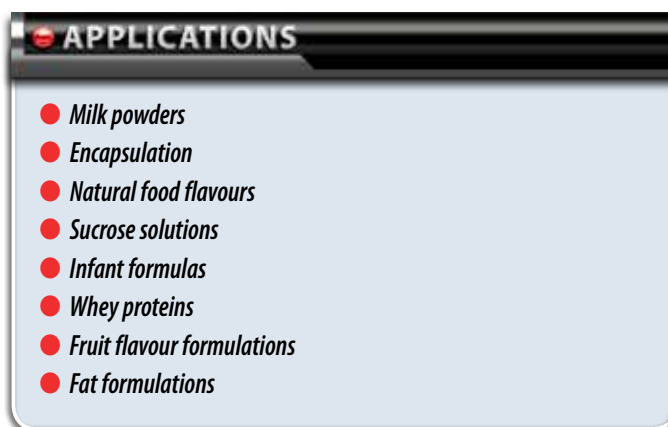 APPLICATIONS
Milk powders
Encapsulation
Natural food flavours
Sucrose solutions
Infant formulas
Whey proteins
Fruit flavour formulations
Fat formulations